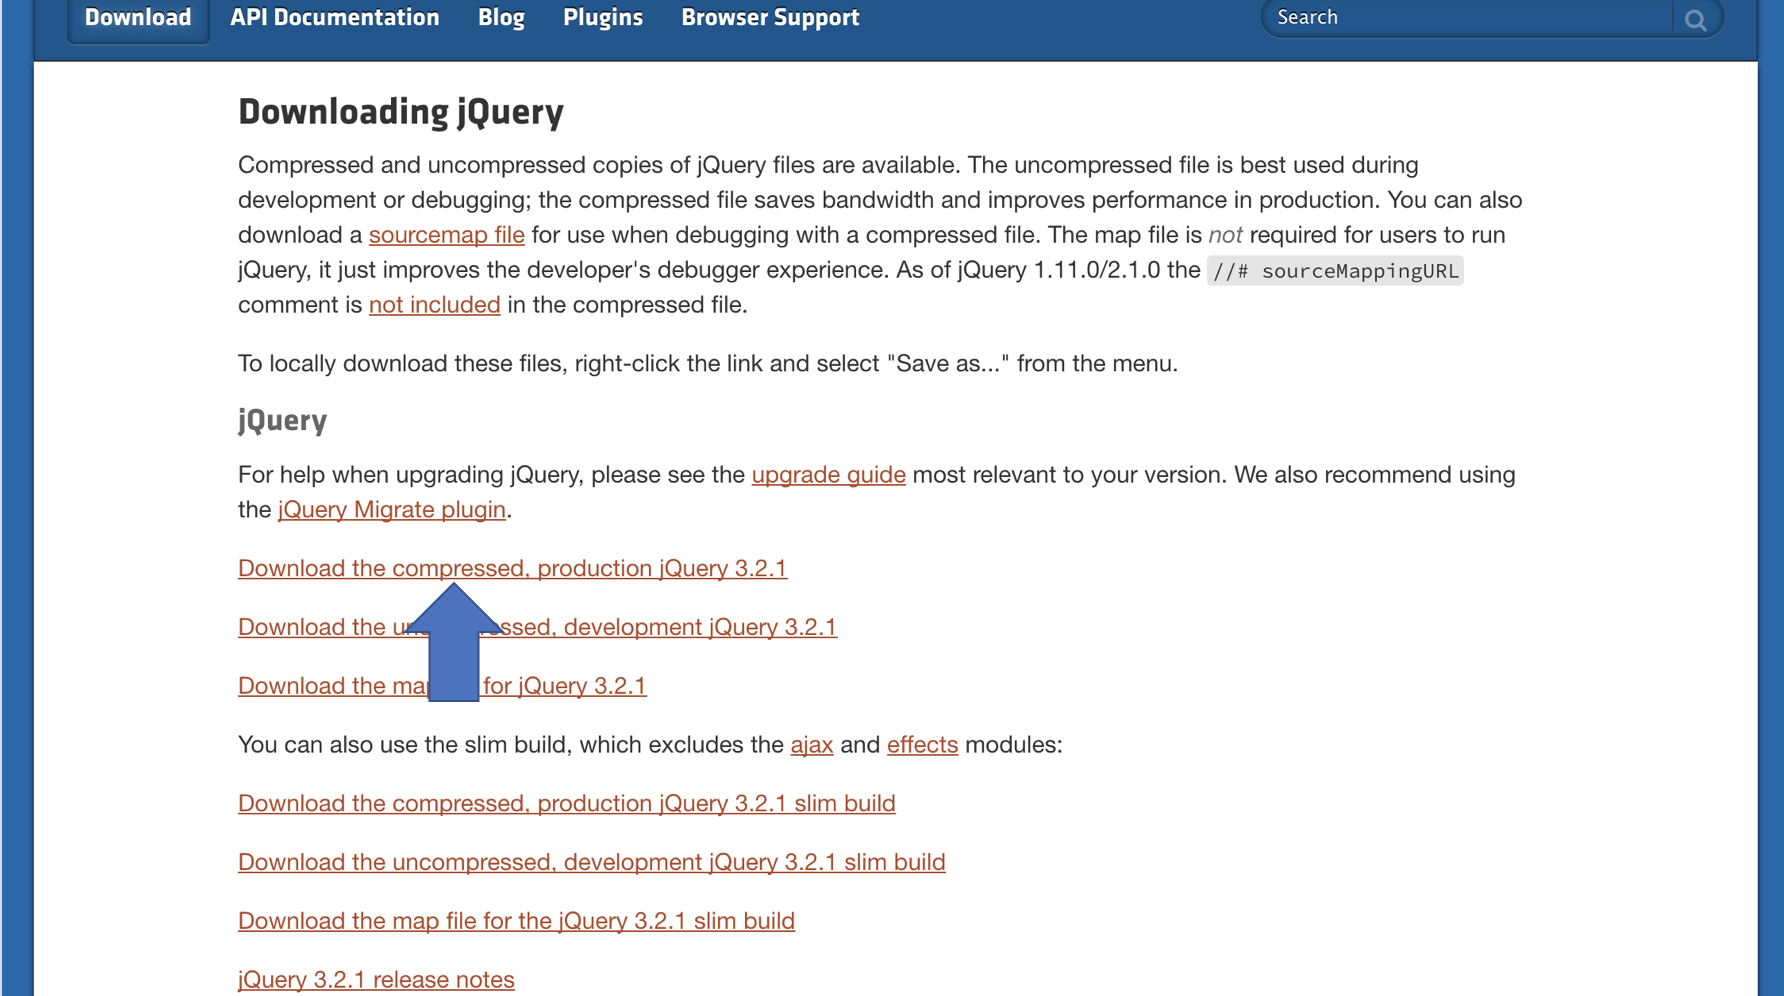 Download API Documentation Blog Plugins Browser Support Search
Downloading jQuery
Compressed and uncompressed copies of jQuery files are available. The uncompressed file is best used during
development or debugging; the compressed file saves bandwidth and improves performance in production. You can also
download a sourcemap file for use when debugging with a compressed file. The map file is not required for users to run
jQuery, it just improves the developer's debugger experience. As of jQuery 1.11.0/2.1.0 the //# sourceMappingURL
comment is not included in the compressed file.
To locally download these files, right-click the link and select "Save as..." from the menu.
jQuery
For help when upgrading jQuery, please see the upgrade guide most relevant to your version. We also recommend using
the jQuery Migrate plugin.
Download the compressed, production jQuery 3.2.1
Download the development jQuery 3.2.1
Download the for jQuery 3.2.1
You can also use the slim build, which excludes the ajax and effects modules:
Download the compressed, production jQuery 3.2.1 slim build
Download the uncompressed, development jQuery 3.2.1 slim build
Download the map file for the jQuery 3.2.1 slim build
jQuery 3.2.1 release notes